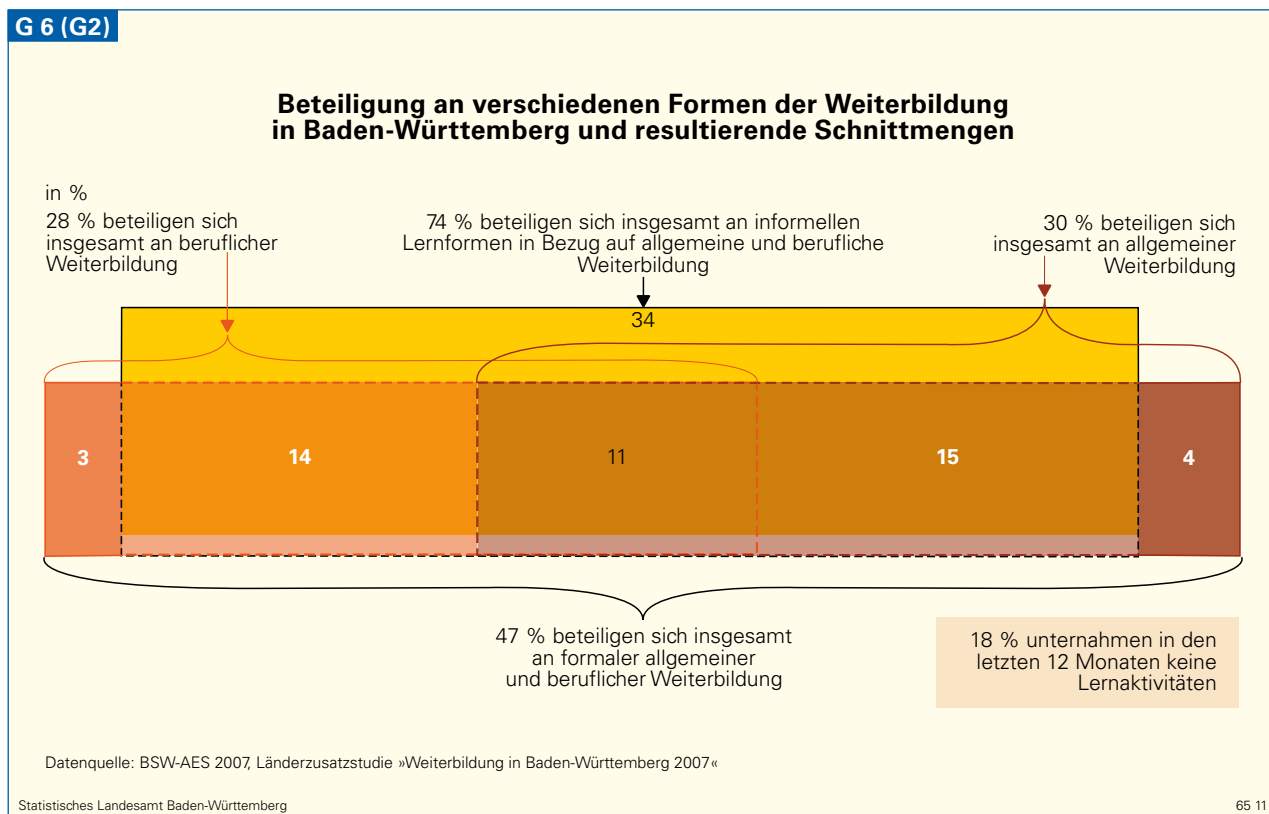 G 6 (G2)
Beteiligung an verschiedenen Formen der Weiterbildung
in Baden-Württemberg und resultierende Schnittmengen
in %
28 % beteiligen sich
insgesamt an beruflicher
Weiterbildung
74 % beteiligen sich insgesamt an informellen
Lernformen in Bezug auf allgemeine und berufliche
Weiterbildung
30 % beteiligen sich
insgesamt an allgemeiner
Weiterbildung
34
3
14
11
15
4
47 % beteiligen sich insgesamt
an formaler allgemeiner
und beruflicher Weiterbildung
18 % unternahmen in den
letzten 12 Monaten keine
Lernaktivitäten
Datenquelle: BSW-AES 2007, Länderzusatzstudie »Weiterbildung in Baden-Württemberg 2007«
Statistisches Landesamt Baden-Württemberg
65 11